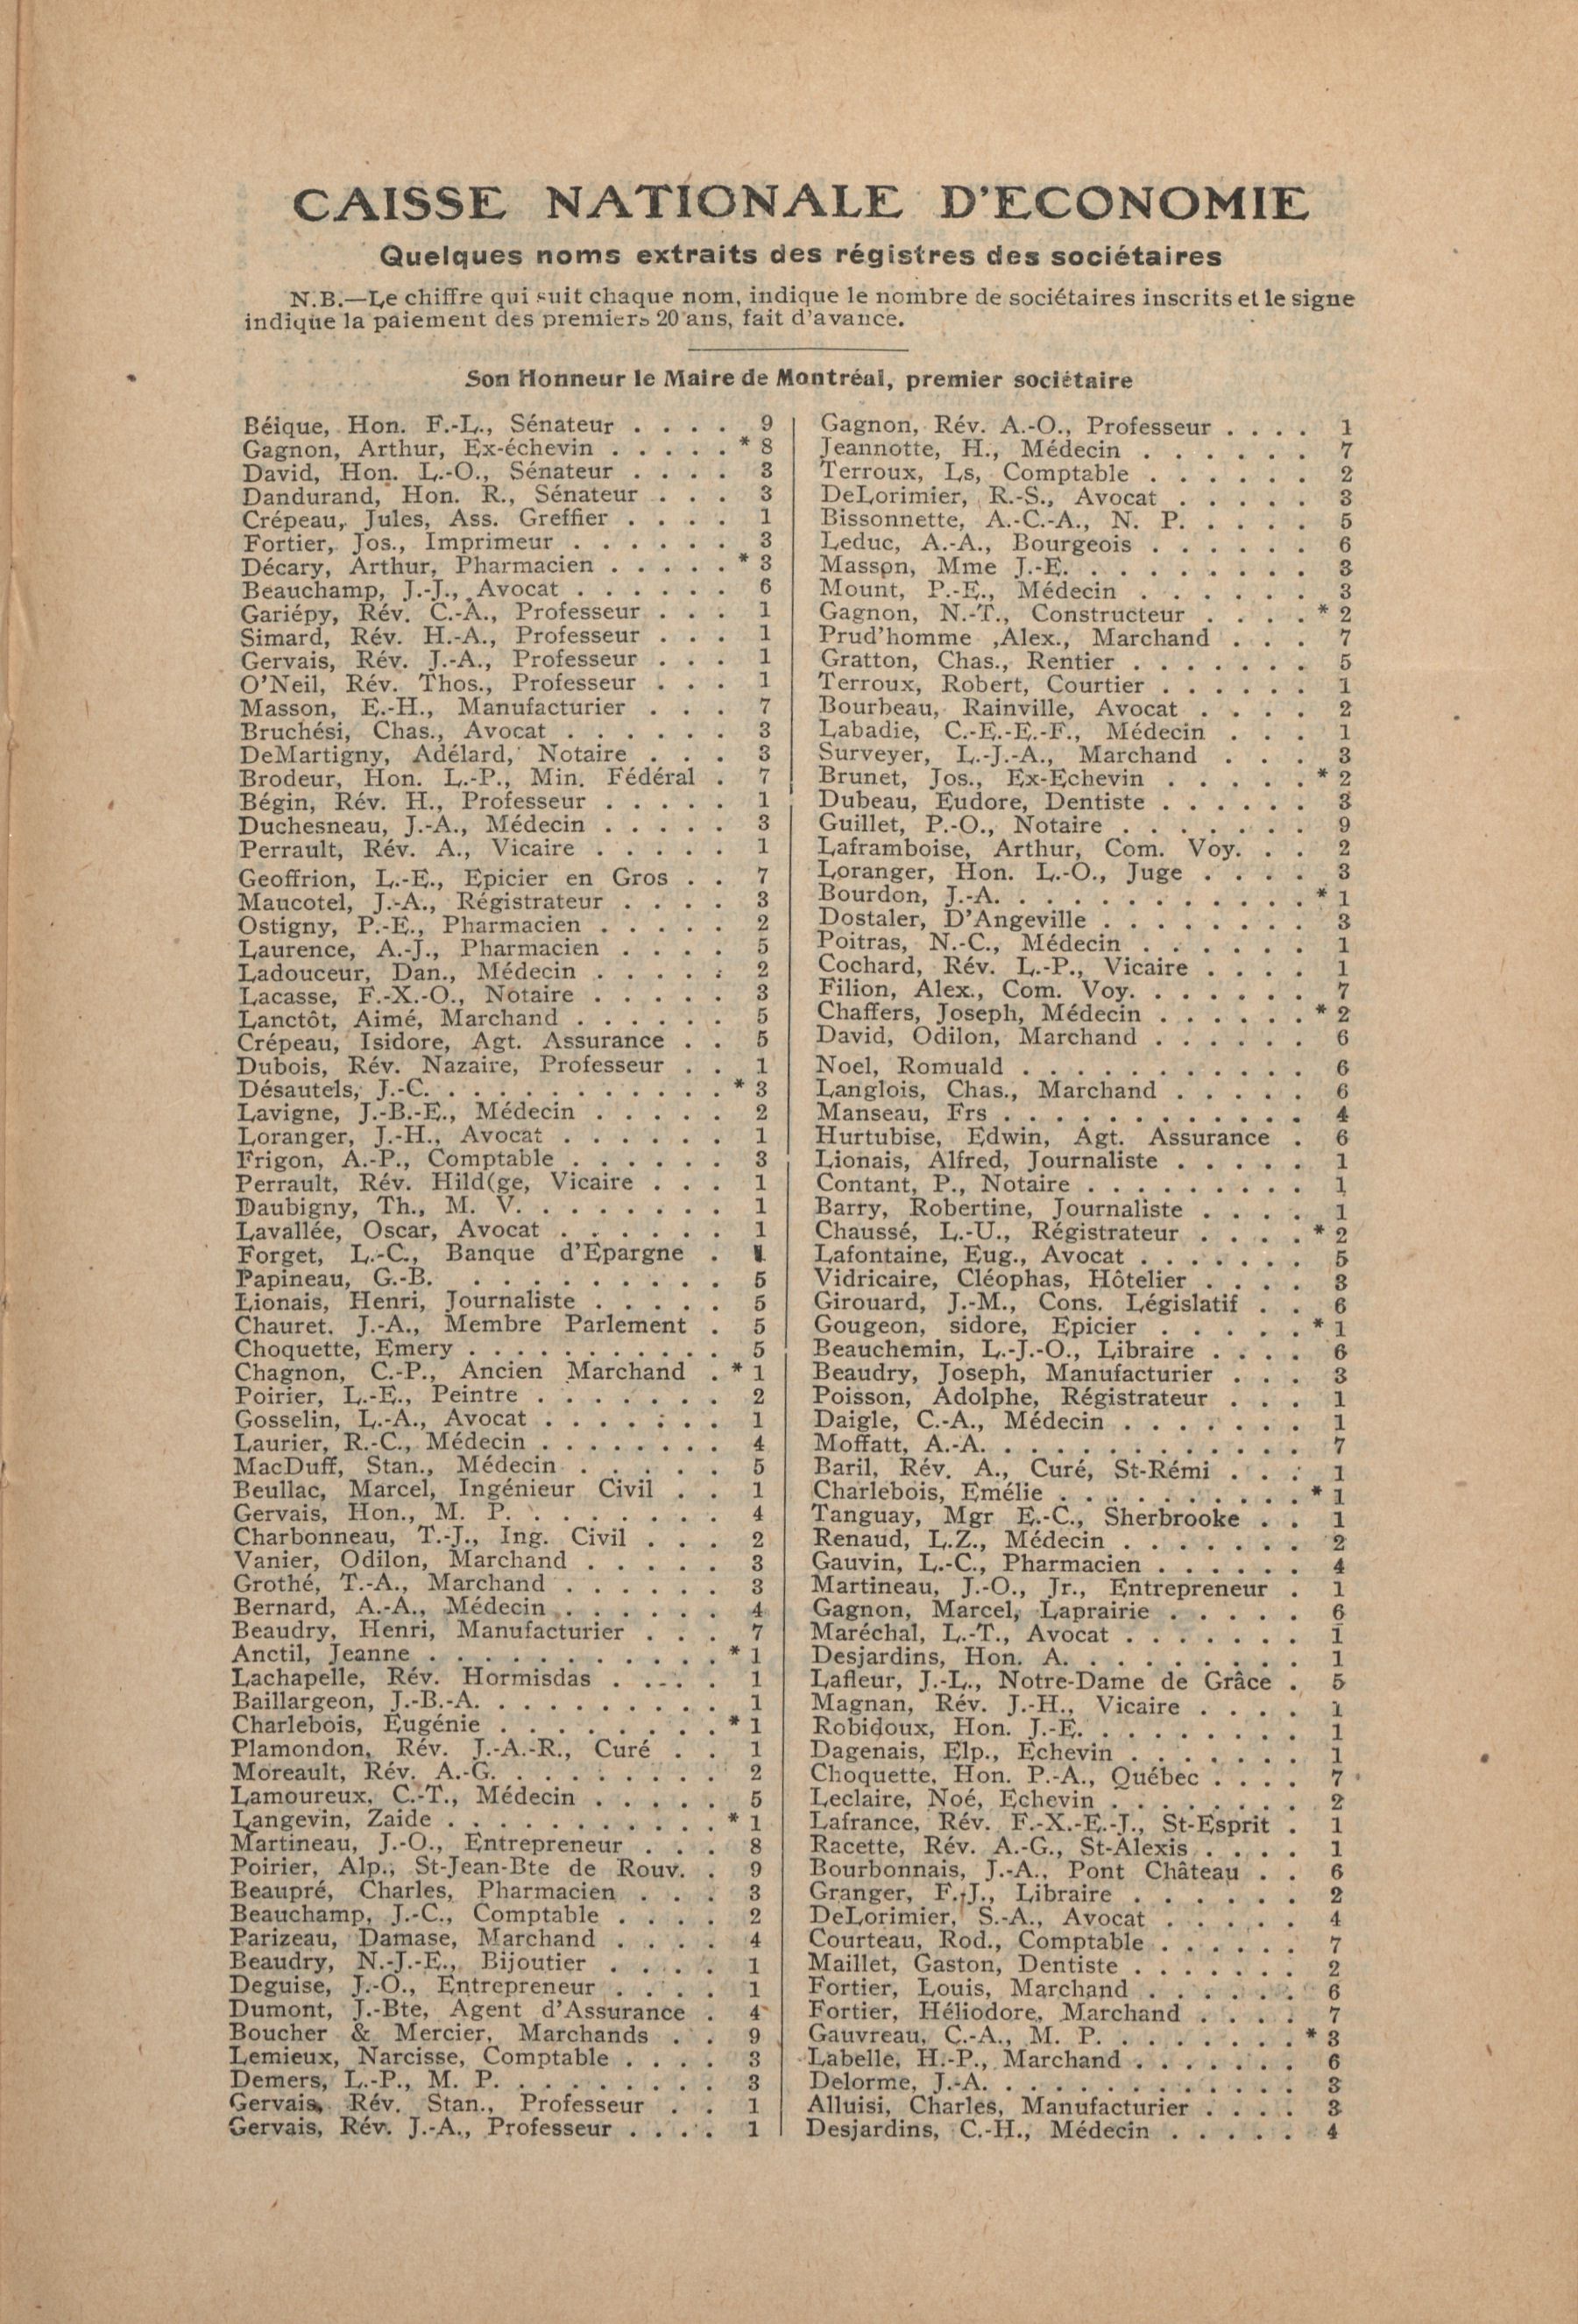 CAISSE NATIONALE D'ECONOMIE
Quelques noms extraits des régistres des sociétaires
N.B.—Le chiffre qui suit chaque nom, indique le nombre de sociétaires inscrits et le signe
indique la paiement des premiers 20 ans, fait d'avance.
Son Honneur le Maire de Montréal, premier sociétaire
Béique, Hon. F.-L., Sénateur . . . . 9
Gagnon, Arthur, Ex-échevin . . . . . * 8
David, Hon. L.-O., Sénateur . . . . 3
Dandurand, Hon. R., Sénateur . . . 3
Crépeau, Jules, Ass. Greffier . . . . 1
Fortier, Jos., Imprimeur . . . . . . 3
Décary, Arthur, Pharmacien . . . . . * 3
Beauchamp, J.-J., Avocat . . . . . . 6
Gariépy, Rév. C.-A., Professeur . . . 1
Simard, Rév. H.-A., Professeur . . . 1
Gervais, Rév. J.-A., Professeur . . . 1
O'Neil, Rév. Thos., Professeur . . . 1
Masson, E.-H., Manufacturier . . . 7
Bruchési, Chas., Avocat . . . . . . 3
DeMartigny, Adélard, Notaire . . . 3
Brodeur, Hon. L.-P., Min. Fédéral . 7
Bégin, Rév. H., Professeur . . . . . 1
Duchesneau, J.-A., Médecin . . . . . 3
Perrault, Rév. A., Vicaire . . . . . 1
Geoffrion, L.-E., Epicier en Gros . . 7
Maucotel, J.-A., Régistrateur . . . . 3
Ostigny, P.-E., Pharmacien . . . . . 2
Laurence, A.-J., Pharmacien . . . . 5
Ladouceur, Dan., Médecin . . . . . 2
Lacasse, F.-X.-O., Notaire . . . . . 3
Lanctôt, Aimé, Marchand . . . . . . 5
Crépeau, Isidore, Agt. Assurance . . 5
Dubois, Rév. Nazaire, Professeur . . 1
Désautels, J.-C. . . . . . . . . . . * 3
Lavigne, J.-B.-E., Médecin . . . . . 2
Loranger, J.-H., Avocat . . . . . . 1
Frigon, A.-P., Comptable . . . . . . 3
Perrault, Rév. Hild(ge, Vicaire . . . 1
Daubigny, Th., M. V. . . . . . . . 1
Lavallée, Oscar, Avocat . . . . . . 1
Forget, L.-C., Banque d'Epargne .
Papineau, G.-B. . . . . . . . . . 5
Lionais, Henri, Journaliste . . . . . 5
Chauret. J.-A., Membre Parlement . 5
Choquette, Emery . . . . . . . . . 5
Chagnon, C.-P., Ancien Marchand . * 1
Poirier, L.-E., Peintre . . . . . . . 2
Gosselin, L.-A., Avocat . . . . . . . 1
Laurier, R.-C., Médecin . . . . . . . 4
MacDuff, Stan., Médecin . . . . . . 5
Beullac, Marcel, Ingénieur Civil . . 1
Gervais, Hon., M. P. . . . . . . . 4
Charbonneau, T.-J., Ing. Civil . . . 2
Vanier, Odilon, Marchand . . . . . 3
Grothé, T.-A., Marchand . . . . . . 3
Bernard, A.-A., Médecin . . . . . . 4
Beaudry, Henri, Manufacturier . . . 7
Anctil, Jeanne . . . . . . . . . . . * 1
Lachapelle, Rév. Hormisdas . . . . 1
Baillargeon, J.-B.-A. . . . . . . . . 1
Charlebois, Eugénie . . . . . . . . * 1
Plamondon, Rév. J.-A.-R., Curé . . 1
Moreault, Rév. A.-G. . . . . . . . . 2
Lamoureux, C.-T., Médecin . . . . . 5
Langevin, Zaide . . . . . . . . . . * 1
Martineau, J.-O., Entrepreneur . . . 8
Poirier, Alp., St-Jean-Bte de Rouv. . 9
Beaupré, Charles, Pharmacien . . . 3
Beauchamp, J.-C., Comptable . . . . 2
Parizeau, Damase, Marchand . . . . 4
Beaudry, N.-J.-E., Bijoutier . . . . 1
Deguise, J.-O., Entrepreneur . . . . 1
Dumont, J.-Bte, Agent d'Assurance . 4
Boucher & Mercier, Marchands . . 9
Lemieux, Narcisse, Comptable . . . . 3
Demers, L.-P., M. P. . . . . . . . . 3
Gervais, Rév. Stan., Professeur . . 1
Gervais, Rév. J.-A., Professeur . . . . 1
Gagnon, Rév. A.-O., Professeur . . . . 1
Jeannotte, H., Médecin . . . . . . 7
Terroux, Ls, Comptable . . . . . . 2
DeLorimier, R.-S., Avocat . . . . . 3
Bissonnette, A.-C.-A., N. P. . . . . 5
Leduc, A.-A., Bourgeois . . . . . . 6
Masson, Mme J.-E. . . . . . . . . 3
Mount, P.-E., Médecin . . . . . . 3
Gagnon, N.-T., Constructeur . . . . * 2
Prud'homme ,Alex., Marchand . . . 7
Gratton, Chas., Rentier . . . . . . . 5
Terroux, Robert, Courtier . . . . . . 1
Bourbeau, Rainville, Avocat . . . . 2
Labadie, C.-E.-E.-F., Médecin . . . 1
Surveyer, L.-J.-A., Marchand . . . 3
Brunet, Jos., Ex-Echevin . . . . . * 2
Dubeau, Eudore, Dentiste . . . . . . 3
Guillet, P.-O., Notaire . . . . . . . 9
Laframboise, Arthur, Com. Voy. . . 2
Loranger, Hon. L.-O., Juge . . . . 3
Bourdon, J.-A. . . . . . . . . . . . * 1
Dostaler, D'Angeville . . . . . . . . 3
Poitras, N.-C., Médecin . . . . . . 1
Cochard, Rév. L.-P., Vicaire . . . . 1
Filion, Alex., Com. Voy. . . . . . . 7
Chaffers, Joseph, Médecin . . . . . . * 2
David, Odilon, Marchand . . . . . . 6
Noel, Romuald . . . . . . . . . . . 6
Langlois, Chas., Marchand . . . . . 6
Manseau, Frs . . . . . . . . . . . . 4
Hurtubise, Edwin, Agt. Assurance . 6
Lionais, Alfred, Journaliste . . . . . 1
Contant, P., Notaire . . . . . . . . . 1
Barry, Robertine, Journaliste . . . . 1
Chaussé, L.-U., Régistrateur . . . . * 2
Lafontaine, Eug., Avocat . . . . . . . 5
Vidricaire, Cléophas, Hôtelier . . . . 3
Girouard, J.-M., Cons. Législatif . . 6
Gougeon, sidore, Epicier . . . . . * 1
Beauchemin, L.-J.-O., Libraire . . . . 6
Beaudry, Joseph, Manufacturier . . . 3
Poisson, Adolphe, Régistrateur . . . 1
Daigle, C.-A., Médecin . . . . . . . 1
Moffatt, A.-A. . . . . . . . . . . . 7
Baril, Rév. A., Curé, St-Rémi . . . 1
Charlebois, Emélie . . . . . . . . . * 1
Tanguay, Mgr E.-C., Sherbrooke . . 1
Renaud, L.Z., Médecin . . . . . . . 2
Gauvin, L.-C., Pharmacien . . . . . . 4
Martineau, J.-O., Jr., Entrepreneur . 1
Gagnon, Marcel, Laprairie . . . . . 6
Maréchal, L.-T., Avocat . . . . . . . 1
Desjardins, Hon. A. . . . . . . . . 1
Lafleur, J.-L., Notre-Dame de Grâce . 5
Magnan, Rév. J.-H., Vicaire . . . . 1
Robidoux, Hon. J.-E. . . . . . . . . 1
Dagenais, Elp., Echevin . . . . . . . 1
Choquette, Hon. P.-A., Québec . . . . 7
Leclaire, Noé, Echevin . . . . . . . . 2
Lafrance, Rév. F.-X.-E.-J., St-Esprit . 1
Racette, Rév. A.-G., St-Alexis . . . . 1
Bourbonnais, J.-A., Pont Château . . 6
Granger, F.-J., Libraire . . . . . . 2
DeLorimier, S.-A., Avocat . . . . . 4
Courteau, Rod., Comptable . . . . . . 7
Maillet, Gaston, Dentiste . . . . . . . 2
Fortier, Louis, Marchand . . . . . . 6
Fortier, Héliodore, Marchand . . . . 7
Gauvreau, C.-A., M. P. . . . . . . . * 3
Labelle, H.-P., Marchand . . . . . . . 6
Delorme, J.-A. . . . . . . . . . . . 3
Alluisi, Charles, Manufacturier . . . . 3
Desjardins, C.-H., Médecin . . . . . 4